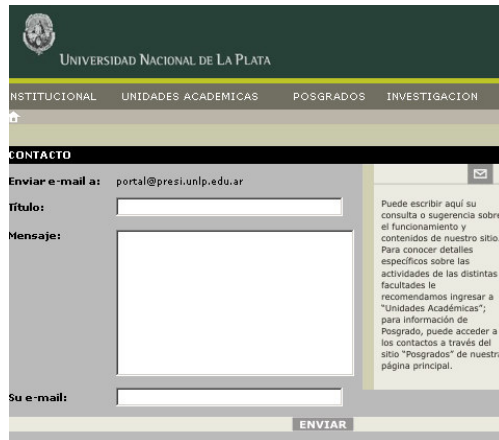 UNIVERSIDAD NACIONAL DE LA PLATA
NSTITUCIONAL UNIDADES ACADEMICAS POSGRADOS INVESTIGACION
CONTACTO
Enviar e-mail a: portal@presi.unlp.edu.ar
Título:
Mensaje:
Puede escribir aquí su
consulta o sugerencia sobre
el funcionamiento y
contenidos de nuestro sitio.
Para conocer detalles
específicos sobre las
actividades de las distintas
facultades le
recomendamos ingresar a
"Unidades Académicas";
para información de
Posgrado, puede acceder a
los contactos a través del
sitio "Posgrados" de nuestra
página principal.
Su e-mail:
ENVIAR